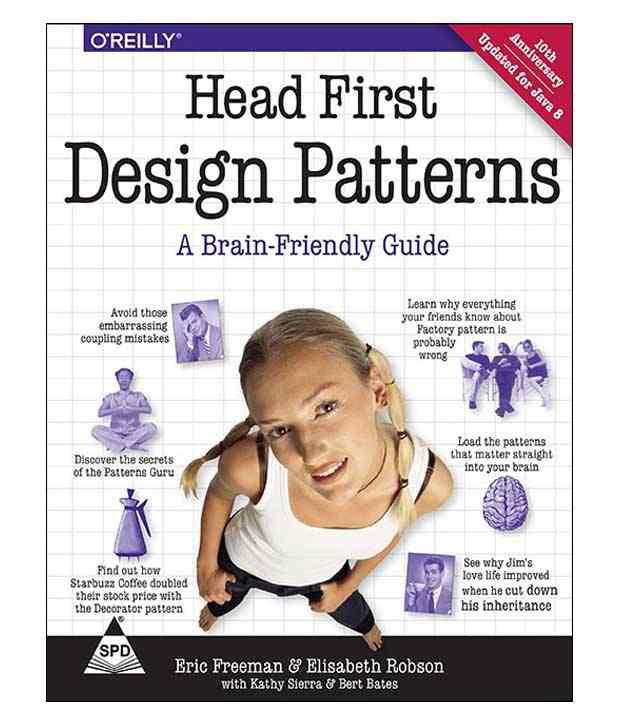 O'REILLY®
10th
Anniversary
Updated for Java 8
Head First
Design Patterns
A Brain-Friendly Guide
Avoid those
embarrassing
coupling mistakes
Learn why everything
your friends know about
Factory pattern is
probably
wrong
Discover the secrets
of the Patterns Guru
Load the patterns
that matter straight
into your brain
Find out how
Starbuzz Coffee doubled
their stock price with
the Decorator pattern
See why Jim's
love life improved
when he cut down
his inheritance
®
SPD
Eric Freeman & Elisabeth Robson
with Kathy Sierra & Bert Bates